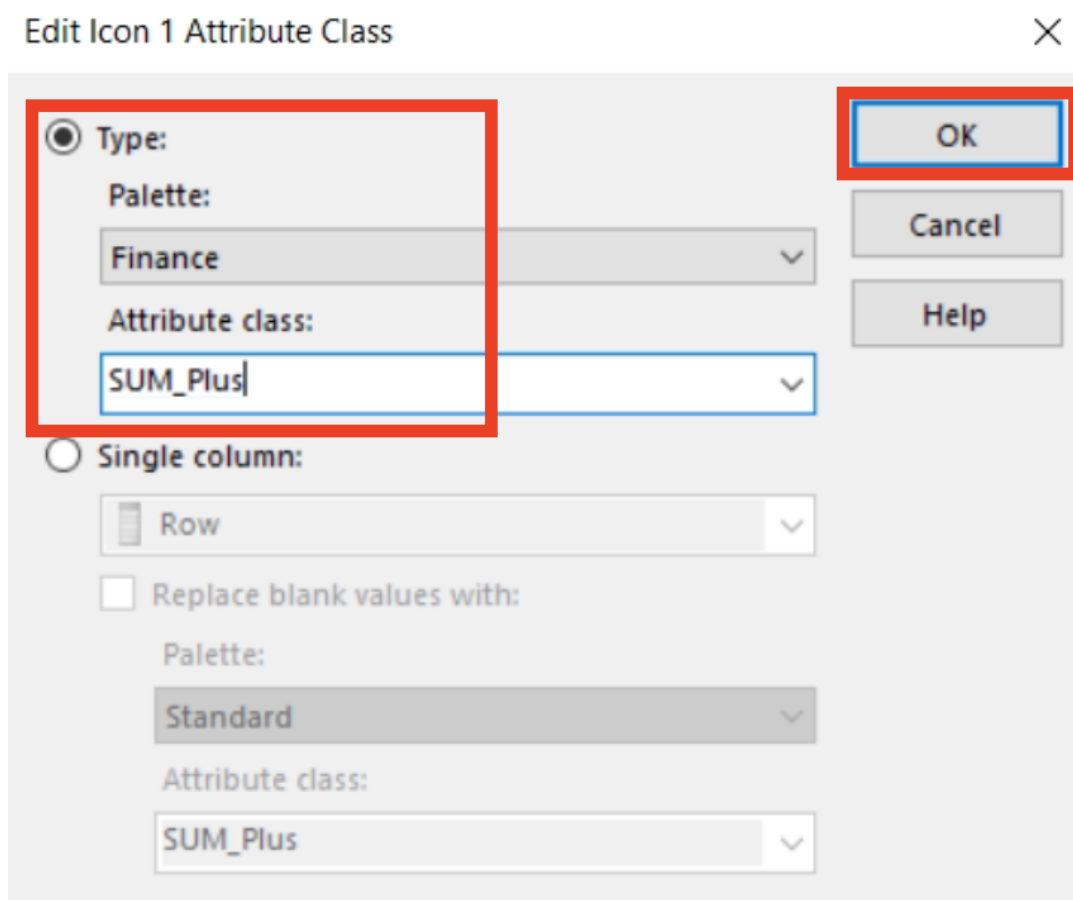 Edit Icon 1 Attribute Class
Type:
OK
Palette:
Finance
Cancel
Attribute class:
Help
SUM_Plus
Single column:
Row
Replace blank values with:
Palette:
Standard
Attribute class:
SUM_Plus